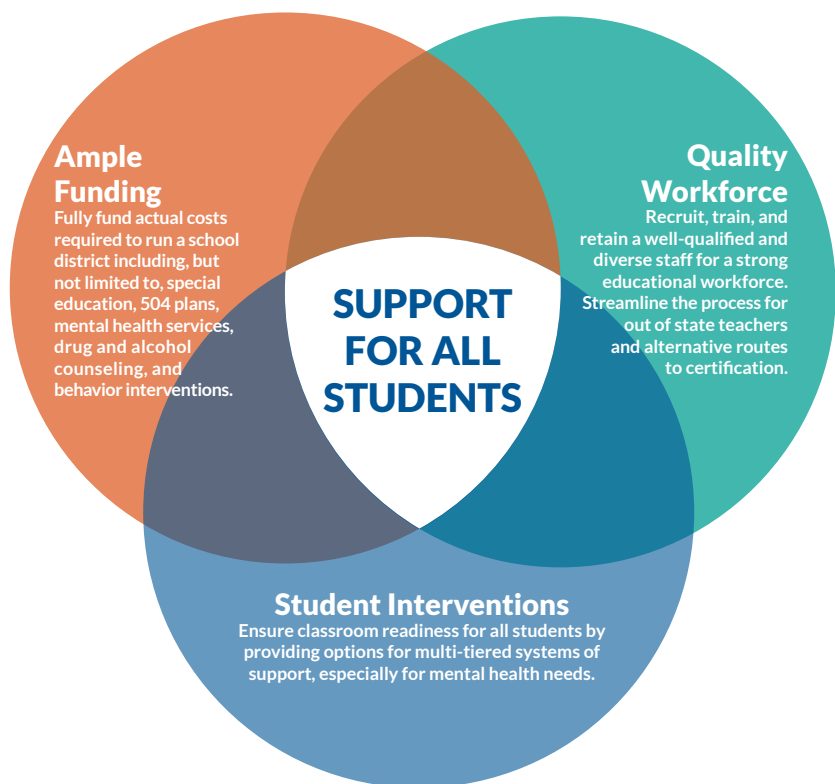 Ample
Funding
Fully fund actual costs
required to run a school
district including, but
not limited to, special
education, 504 plans,
mental health services,
drug and alcohol
counseling, and
behavior interventions.
Quality
Workforce
Recruit, train, and
retain a well-qualified and
diverse staff for a strong
educational workforce.
Streamline the process for
out of state teachers
and alternative routes
to certification.
SUPPORT
FOR ALL
STUDENTS
Student Interventions
Ensure classroom readiness for all students by
providing options for multi-tiered systems of
support, especially for mental health needs.